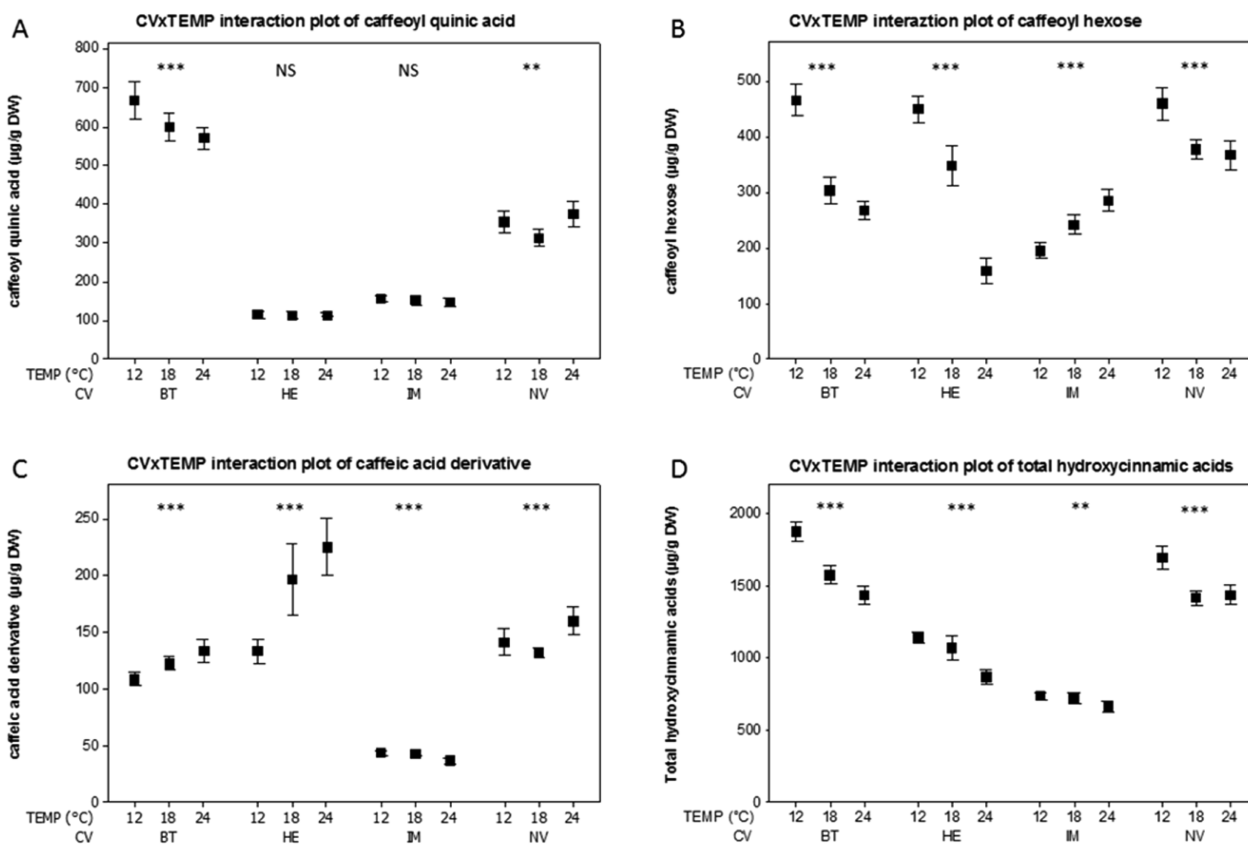 A
CVxTEMP interaction plot of caffeoyl quinic acid
caffeoyl quinic acid (µg/g DW)
800
700
600
500
400
300
200
100
0
*** NS NS **
TEMP (°C) 12 18 24 12 18 24 12 18 24 12 18 24
CV BT HE IM NV
B
CVxTEMP interaztion plot of caffeoyl hexose
caffeoyl hexose (µg/g DW)
500
400
300
200
100
0
*** *** *** ***
TEMP (°C) 12 18 24 12 18 24 12 18 24 12 18 24
CV BT HE IM NV
C
CVxTEMP interaction plot of caffeic acid derivative
caffeic acid derivative (µg/g DW)
250
200
150
100
50
0
*** *** *** ***
TEMP (°C) 12 18 24 12 18 24 12 18 24 12 18 24
CV BT HE IM NV
D
CVxTEMP interaction plot of total hydroxycinnamic acids
Total hydroxycinnamic acids (µg/g DW)
2000
1500
1000
500
0
*** *** ** ***
TEMP (°C) 12 18 24 12 18 24 12 18 24 12 18 24
CV BT HE IM NV